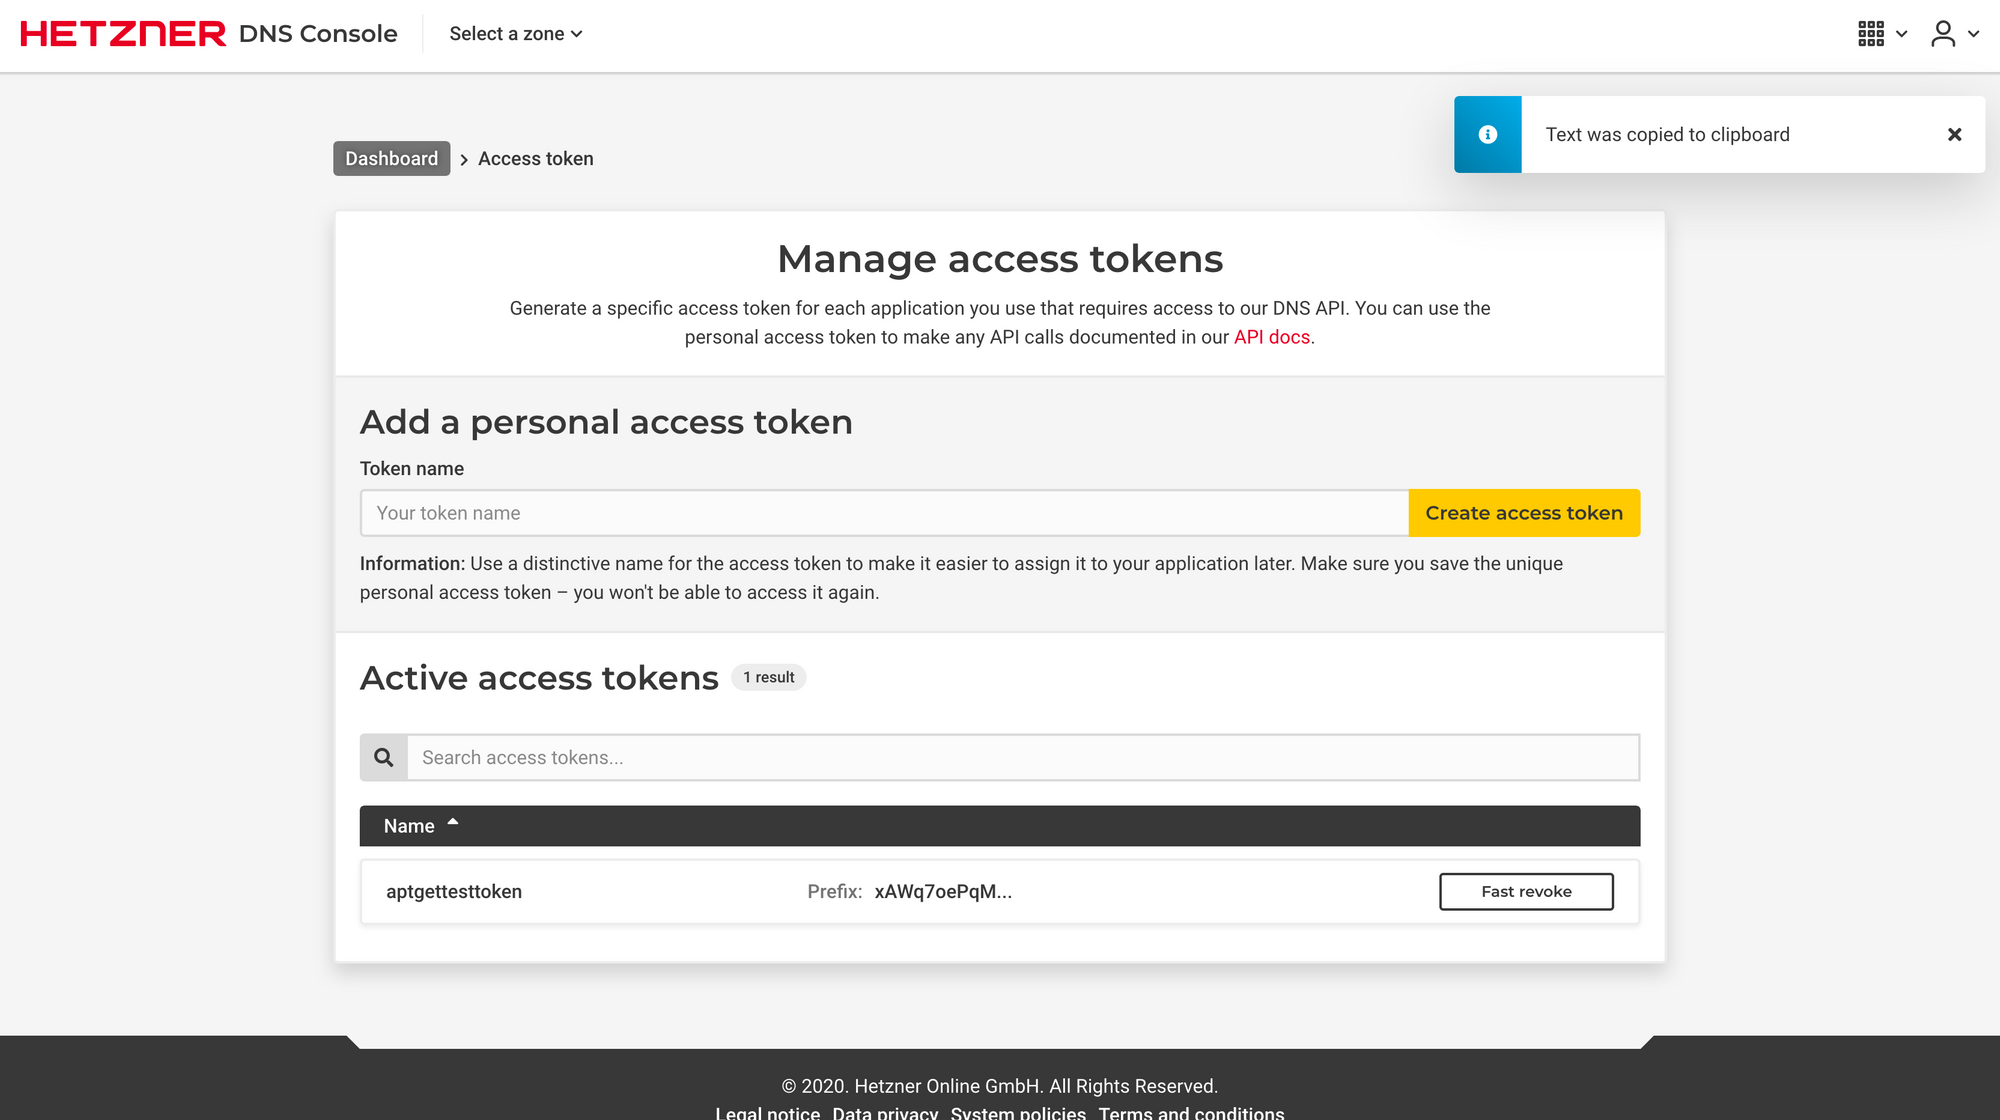 HETZNER DNS Console
Select a zone
Text was copied to clipboard
Dashboard
Access token
Manage access tokens
Generate a specific access token for each application you use that requires access to our DNS API. You can use the
personal access token to make any API calls documented in our API docs.
Add a personal access token
Token name
Your token name
Create access token
Information: Use a distinctive name for the access token to make it easier to assign it to your application later. Make sure you save the unique
personal access token – you won't be able to access it again.
Active access tokens
1 result
Search access tokens...
Name
aptgettesttoken
Prefix: xAWq7oePqM...
Fast revoke
© 2020. Hetzner Online GmbH. All Rights Reserved.
Legal notice Data privacy System policies Terms and conditions